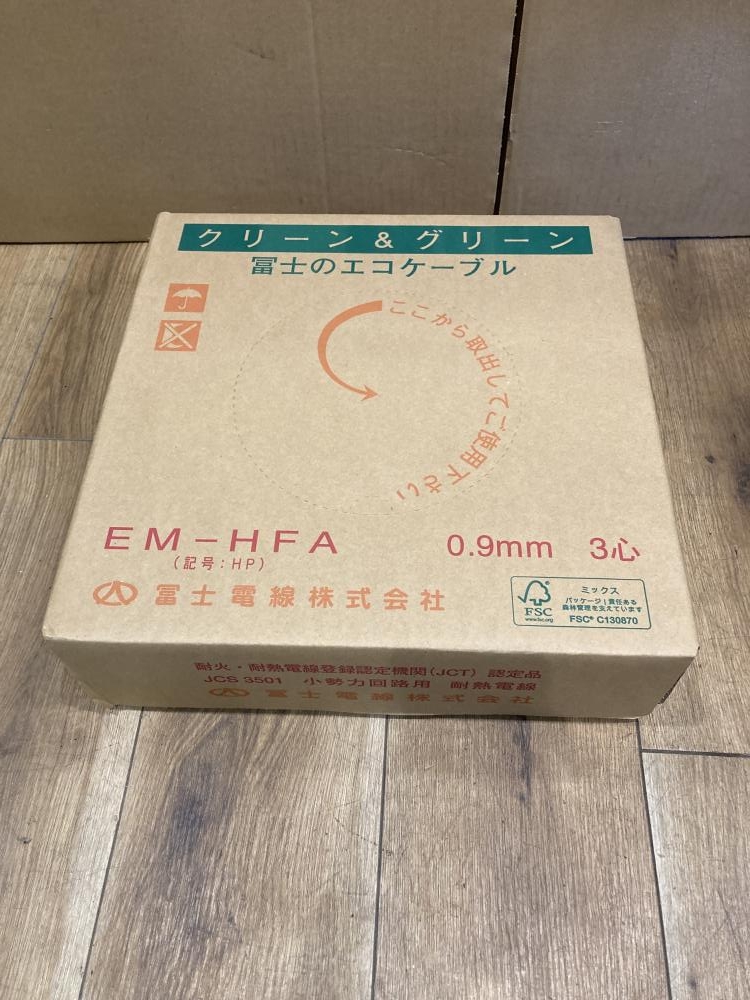 クリーン&グリーン
冨士のエコケーブル
ここから取出してご使用下さい
EM-HFA 0.9mm 3心
(記号:HP)
冨士電線株式会社
FSC
www.fsc.org
ミックス
パッケージ|責任ある
森林管理を支えています
FSC® C130870
耐火・耐熱電線登録認定機関(JCT) 認定品
JCS 3501 小勢力回路用 耐熱電線
冨士電線株式会社